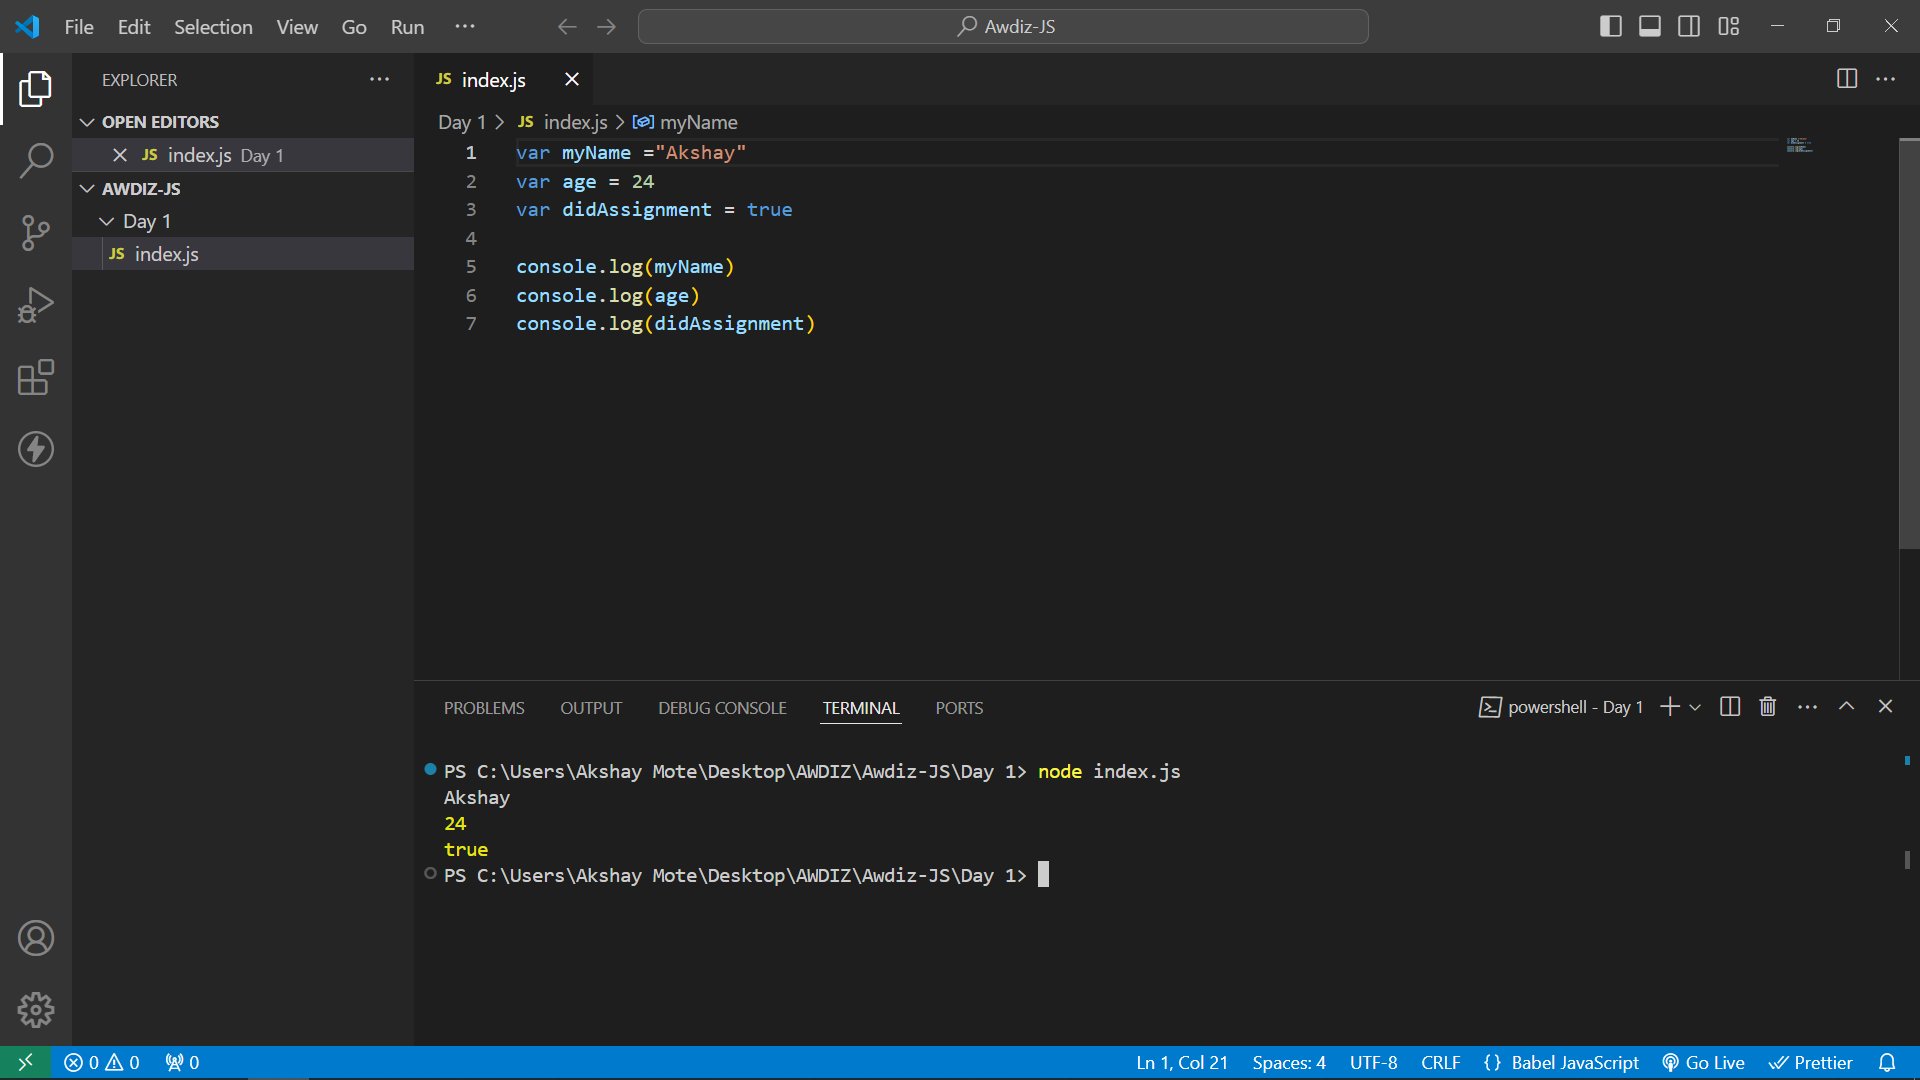 File Edit Selection View Go Run ··· Awdiz-JS
EXPLORER
OPEN EDITORS
JS index.js Day 1
AWDIZ-JS
Day 1
JS index.js
JS index.js
Day 1 > JS index.js > myName
1 var myName ="Akshay"
2 var age = 24
3 var didAssignment = true
4
5 console.log(myName)
6 console.log(age)
7 console.log(didAssignment)
PROBLEMS OUTPUT DEBUG CONSOLE TERMINAL PORTS powershell - Day 1
PS C:\Users\Akshay Mote\Desktop\AWDIZ\Awdiz-JS\Day 1> node index.js
Akshay
24
true
PS C:\Users\Akshay Mote\Desktop\AWDIZ\Awdiz-JS\Day 1>
0 0 0 Ln 1, Col 21 Spaces: 4 UTF-8 CRLF {} Babel JavaScript Go Live Prettier